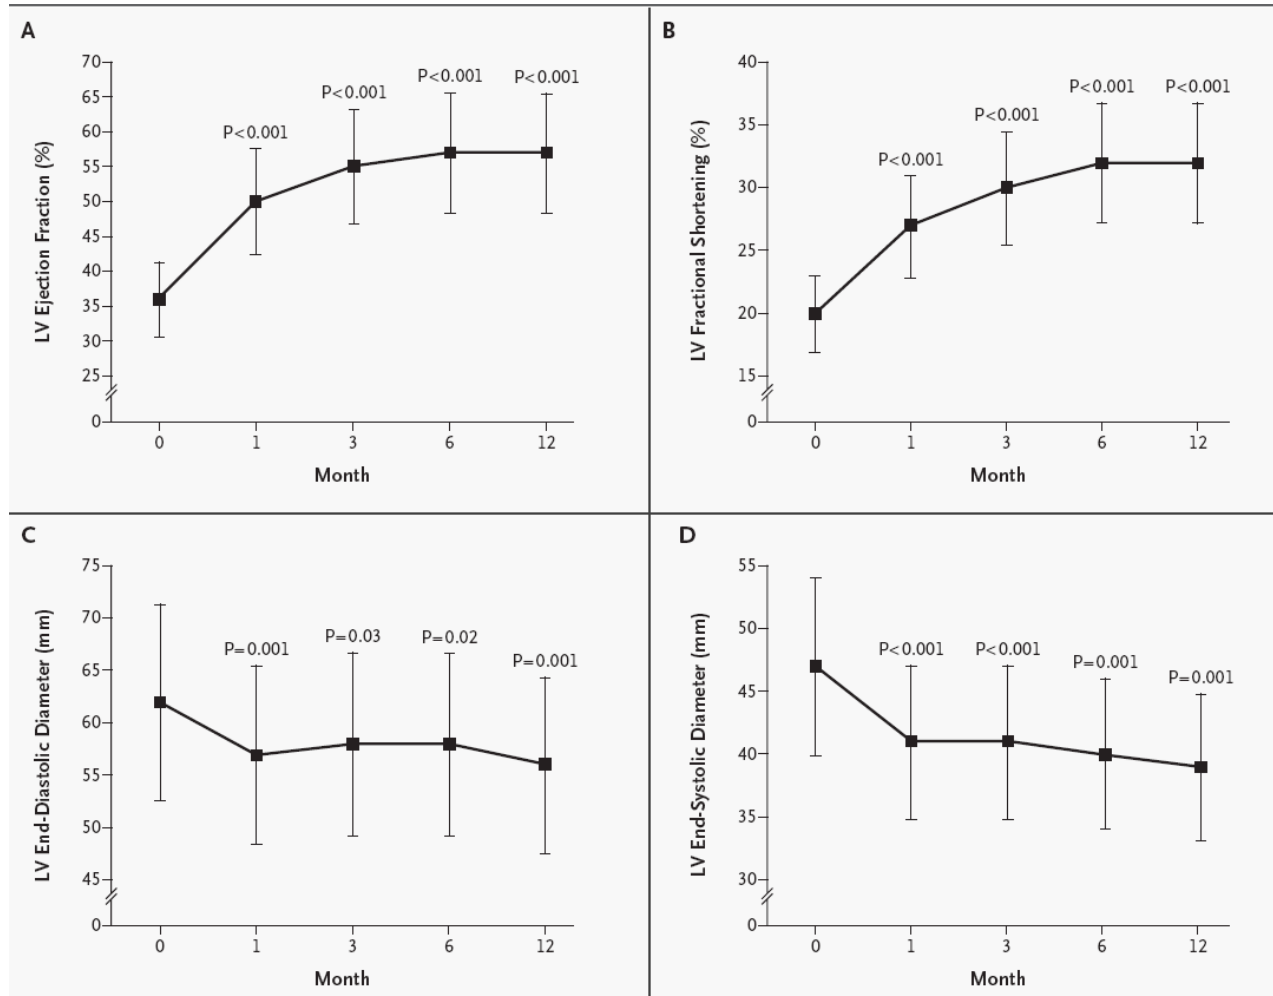 A
LV Ejection Fraction (%)
70
65
60
55
50
45
40
35
30
25
0
P<0.001
P<0.001
P<0.001
P<0.001
0 1 3 6 12
Month
B
LV Fractional Shortening (%)
40
35
30
25
20
15
0
P<0.001
P<0.001
P<0.001
P<0.001
0 1 3 6 12
Month
C
LV End-Diastolic Diameter (mm)
75
70
65
60
55
50
45
0
P=0.001
P=0.03
P=0.02
P=0.001
0 1 3 6 12
Month
D
LV End-Systolic Diameter (mm)
55
50
45
40
35
30
0
P<0.001
P<0.001
P=0.001
P=0.001
0 1 3 6 12
Month